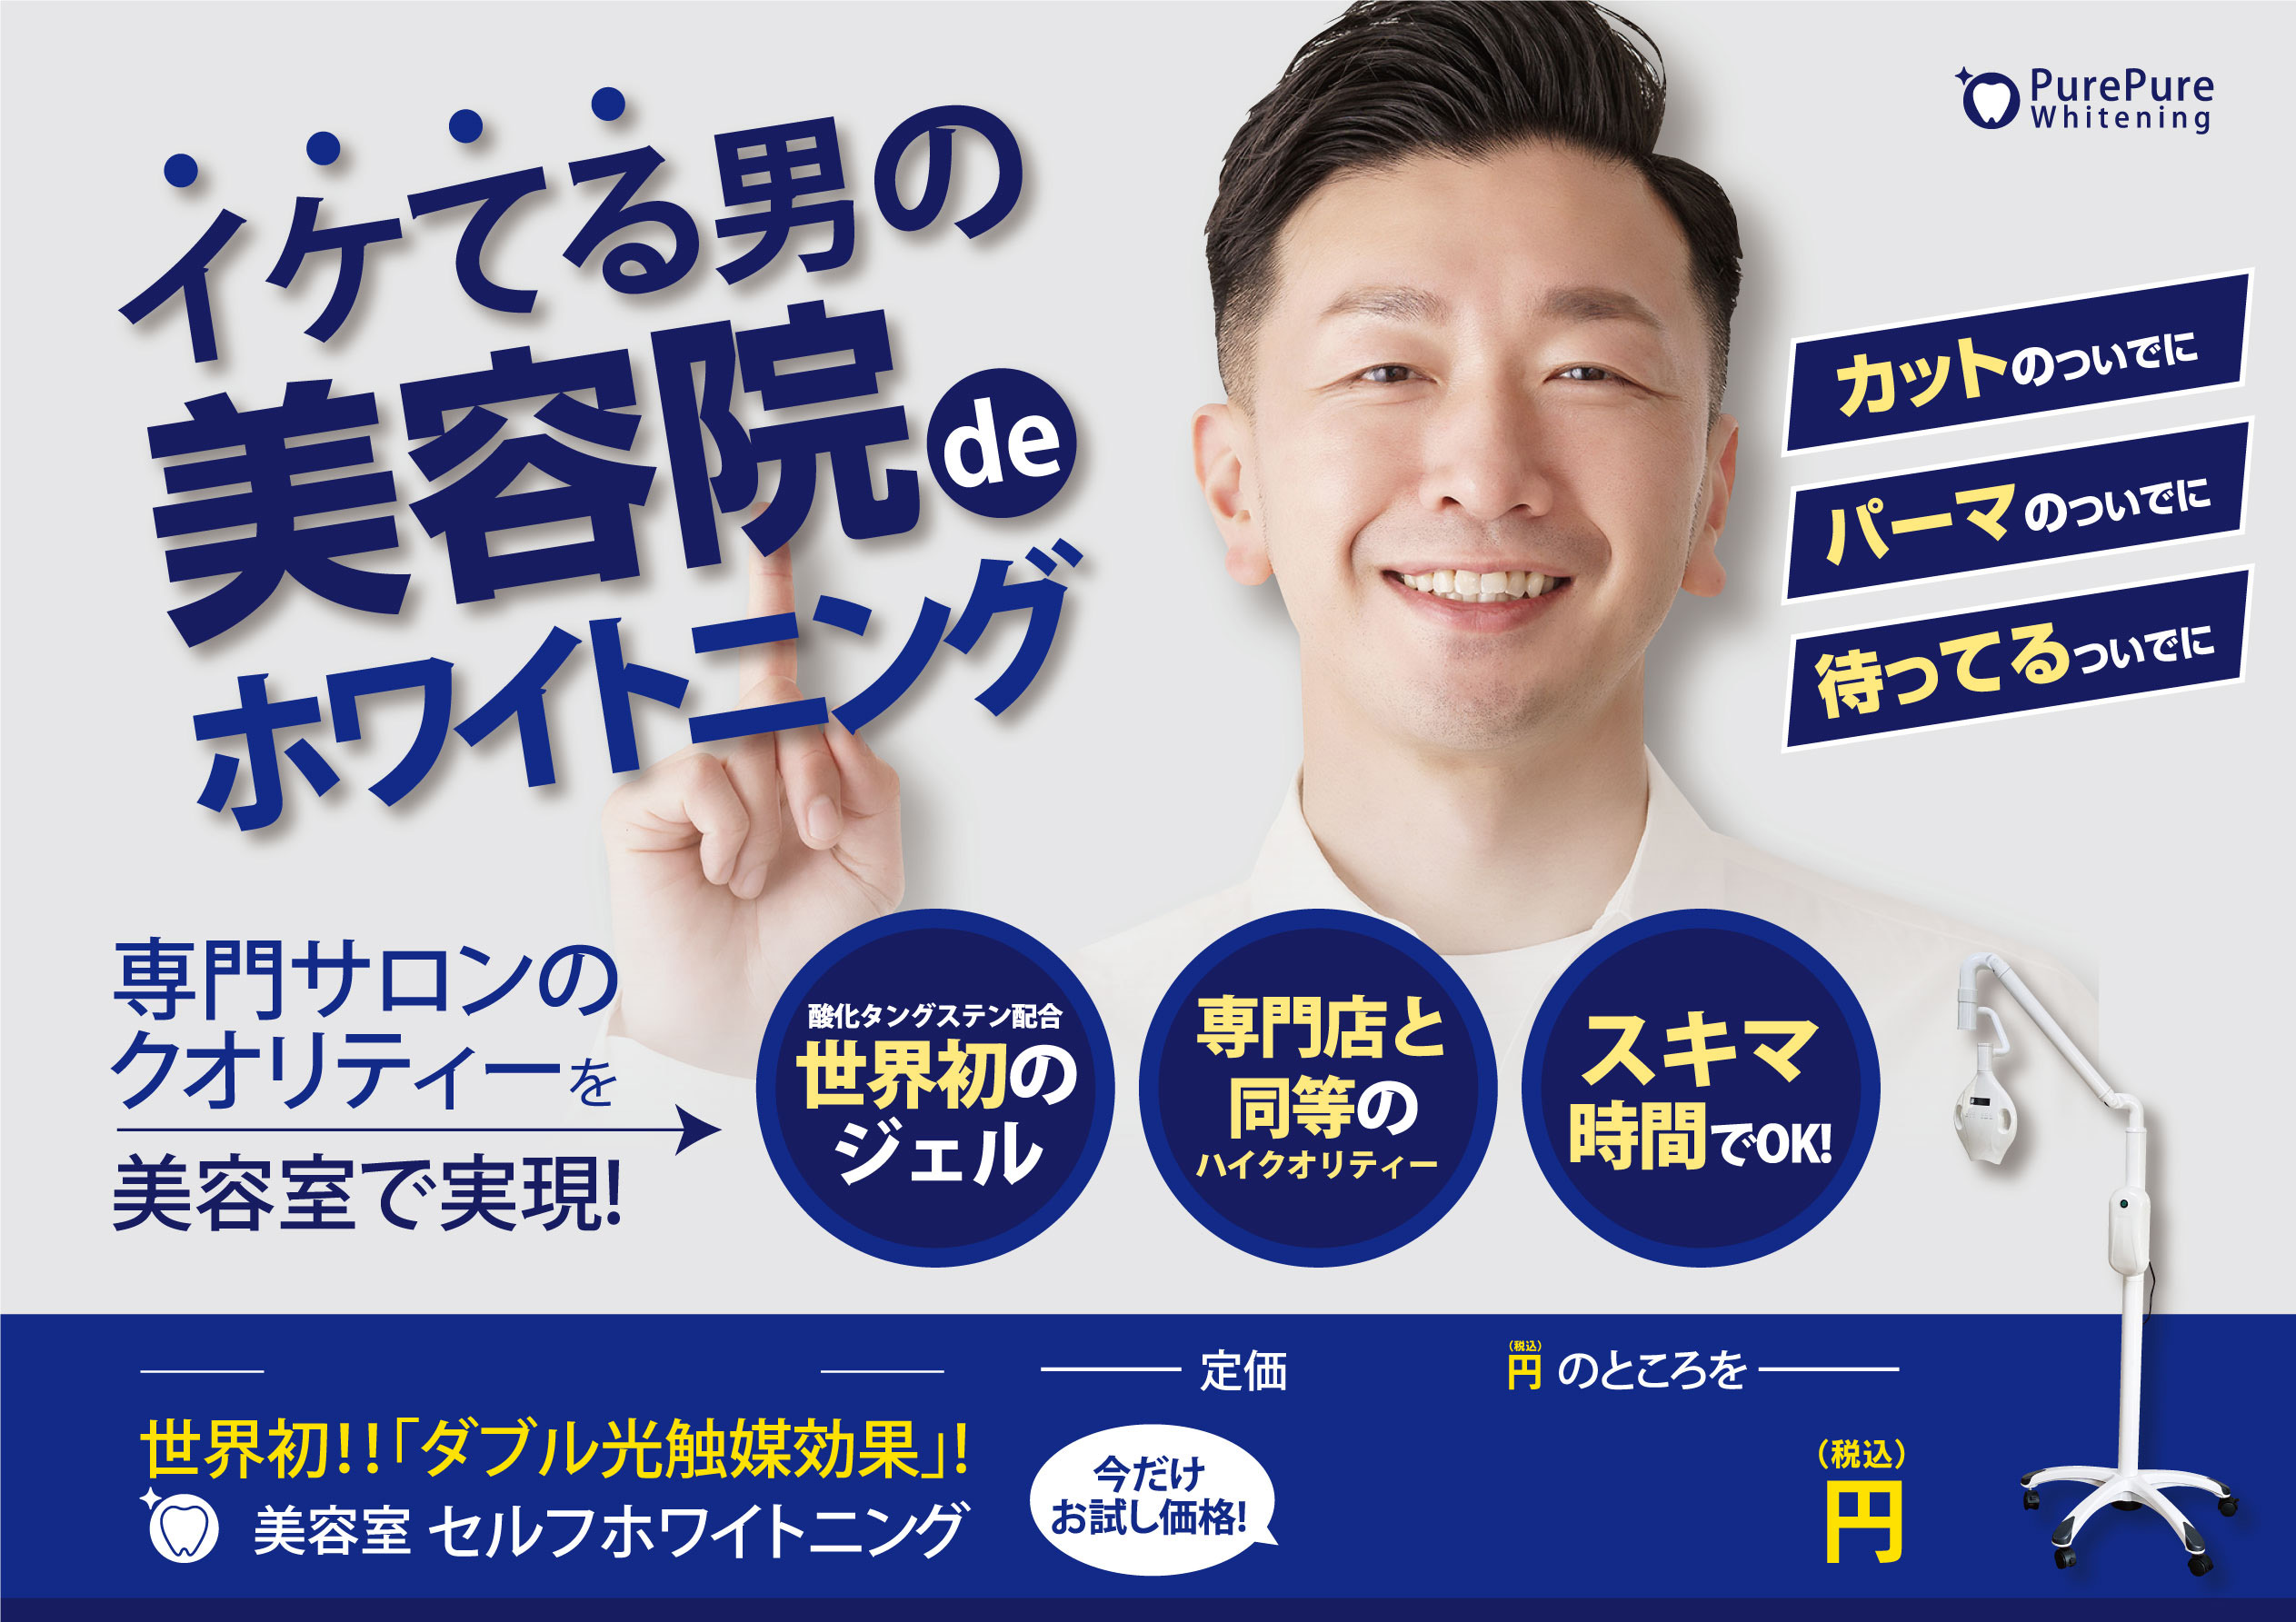 PurePure
Whitening
イケてる男の
美容院de
ホワイトニング
カットのついでに
パーマのついでに
待ってるついでに
専門サロンの
クオリティーを
美容室で実現!
酸化タングステン配合
世界初の
ジェル
専門店と
同等の
ハイクオリティー
スキマ
時間でOK!
世界初!!「ダブル光触媒効果」!
美容室 セルフホワイトニング
定価 (税込)円のところを
今だけ
お試し価格!
(税込)
円